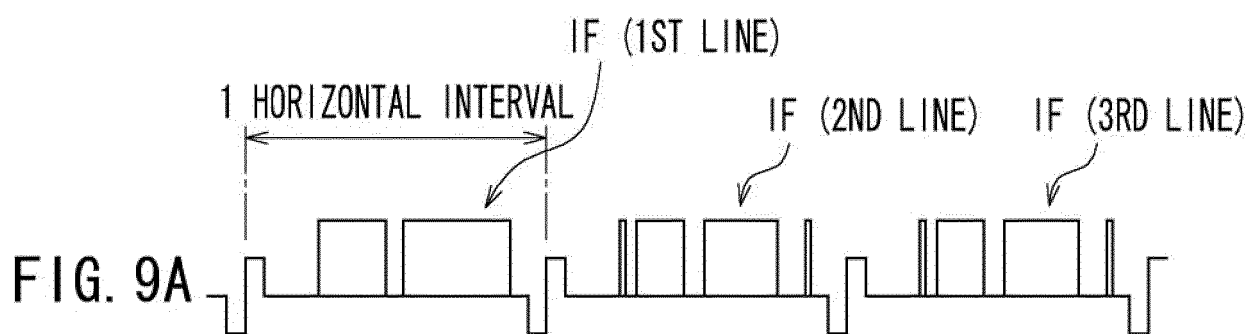 IF (1ST LINE)
1 HORIZONTAL INTERVAL
IF (2ND LINE)
IF (3RD LINE)
FIG. 9A